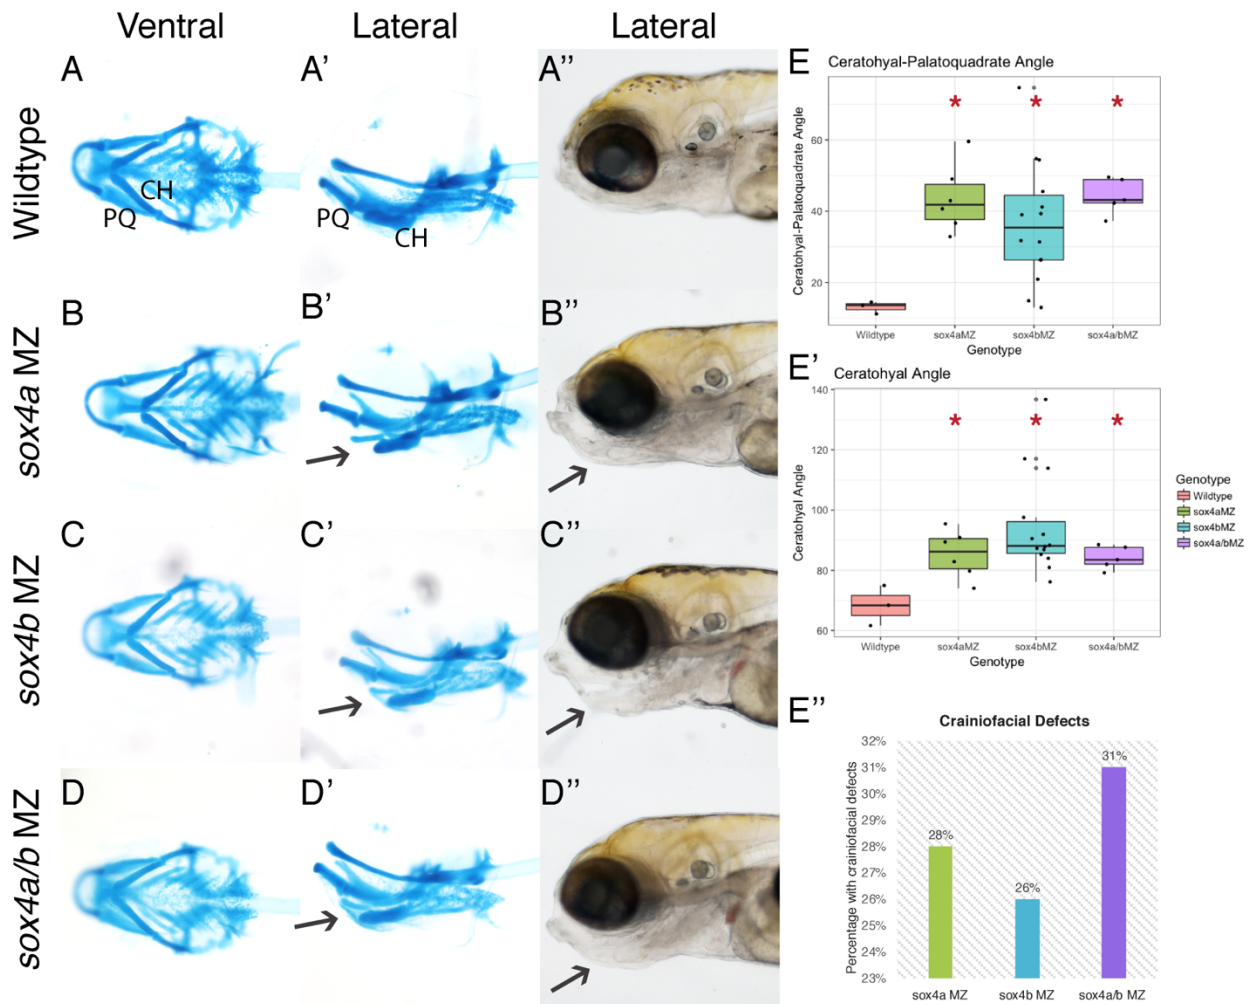 Ventral
Lateral
Lateral
A
A'
A''
Wildtype
CH
PQ
PQ
CH
B
B'
B''
sox4a MZ
C
C'
C''
sox4b MZ
D
D'
D''
sox4a/b MZ
E
Ceratohyal-Palatoquadrate Angle
Ceratohyal-Palatoquadrate Angle
60
40
20
* * *
Wildtype sox4aMZ sox4bMZ sox4a/bMZ
Genotype
E'
Ceratohyal Angle
Ceratohyal Angle
140
120
100
80
60
* * *
Wildtype sox4aMZ sox4bMZ sox4a/bMZ
Genotype
Genotype
Wildtype
sox4aMZ
sox4bMZ
sox4a/bMZ
E''
Crainiofacial Defects
Percentage with crainiofacial defects
32%
31%
30%
29%
28%
27%
26%
25%
24%
23%
28%
26%
31%
sox4a MZ sox4b MZ sox4a/b MZ